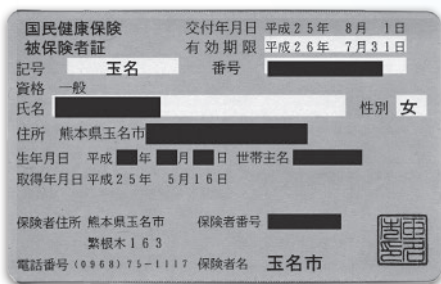 国民健康保険 交付年月日 平成25年 8月 1日
被保険者証 有効期限 平成26年 7月31日
記号 玉名 番号
資格 一般
氏名 性別 女
住所 熊本県玉名市
生年月日 平成 年 月 日 世帯主名
取得年月日 平成25年 5月16日
保険者住所 熊本県玉名市 保険者番号
繁根木163
電話番号(0968)75-1117 保険者名 玉名市